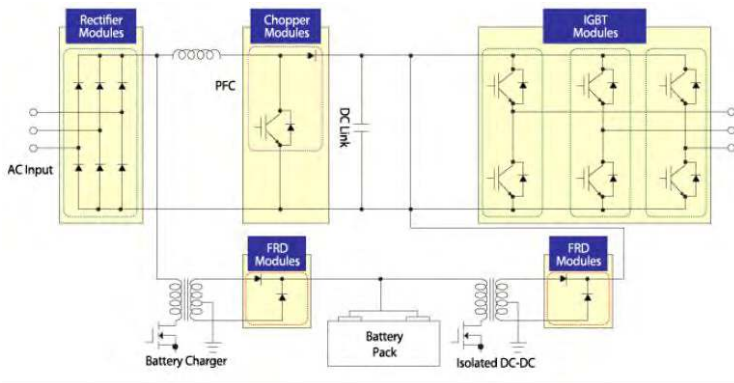 Rectifier
Modules
Chopper
Modules
IGBT
Modules
PFC
DC Link
AC Input
FRD
Modules
FRD
Modules
Battery
Pack
Battery Charger
Isolated DC-DC